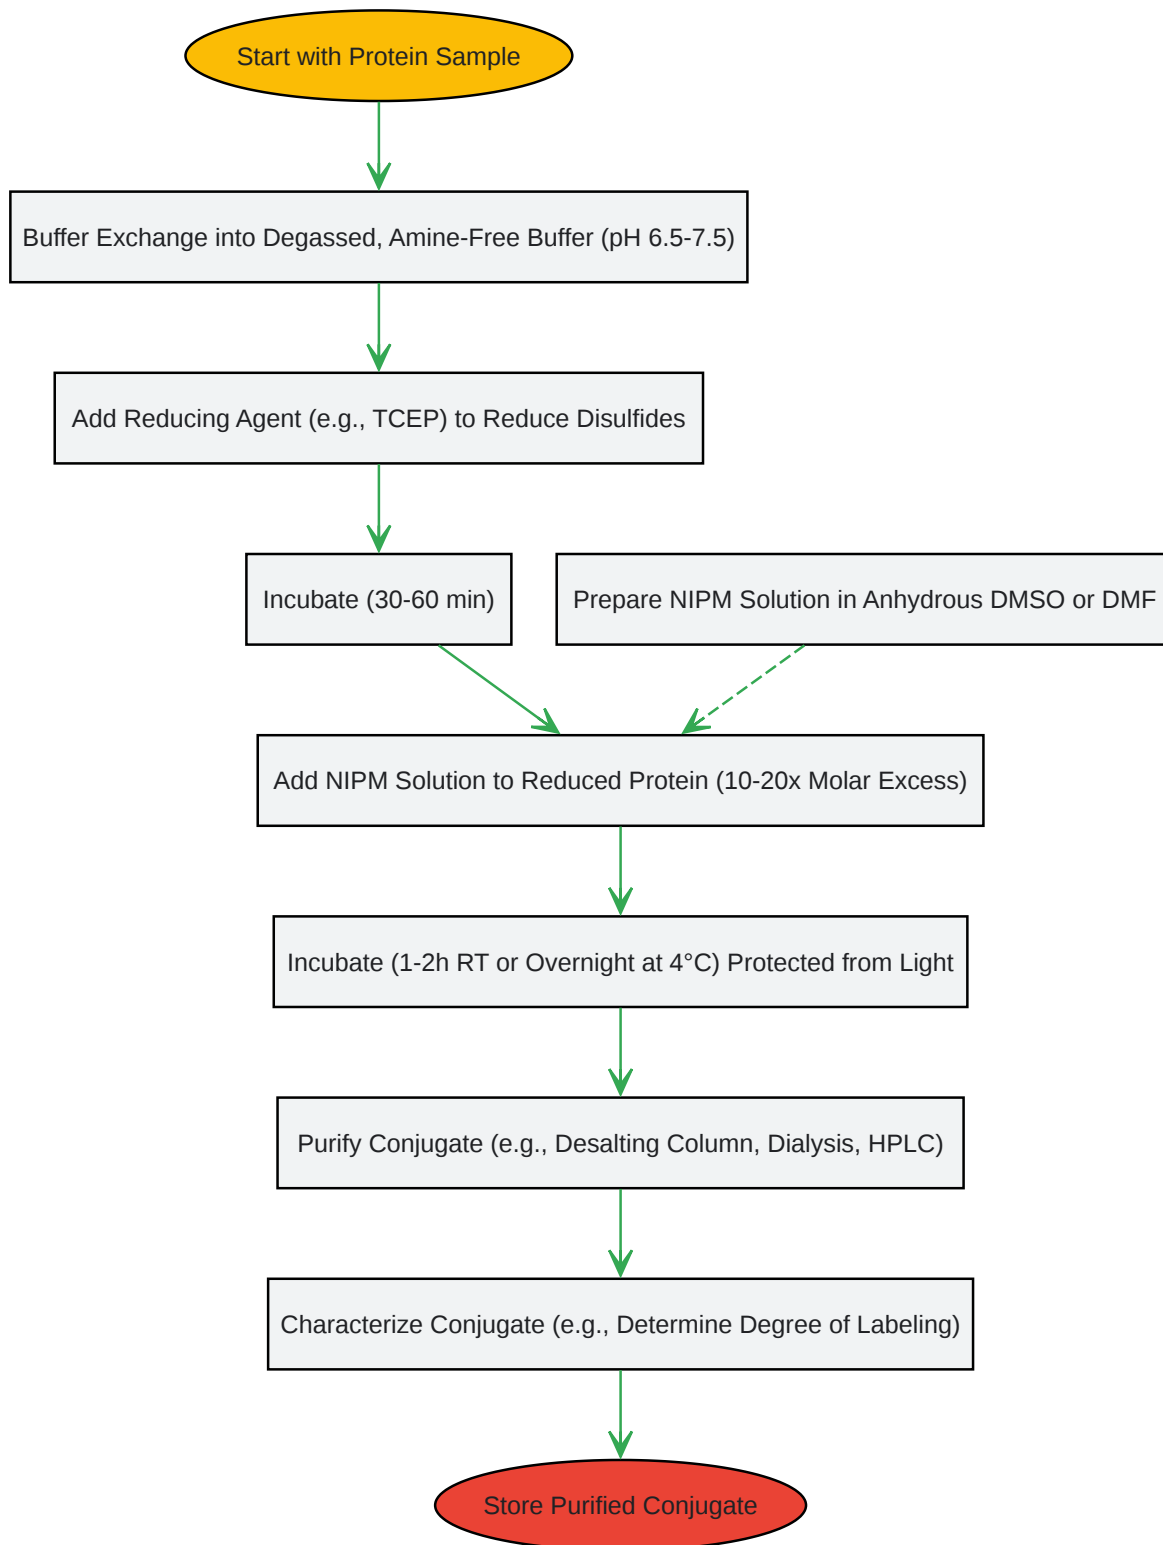 Start with Protein Sample
Buffer Exchange into Degassed, Amine-Free Buffer (pH 6.5-7.5)
Add Reducing Agent (e.g., TCEP) to Reduce Disulfides
Incubate (30-60 min)
Prepare NIPM Solution in Anhydrous DMSO or DMF
Add NIPM Solution to Reduced Protein (10-20x Molar Excess)
Incubate (1-2h RT or Overnight at 4°C) Protected from Light
Purify Conjugate (e.g., Desalting Column, Dialysis, HPLC)
Characterize Conjugate (e.g., Determine Degree of Labeling)
Store Purified Conjugate